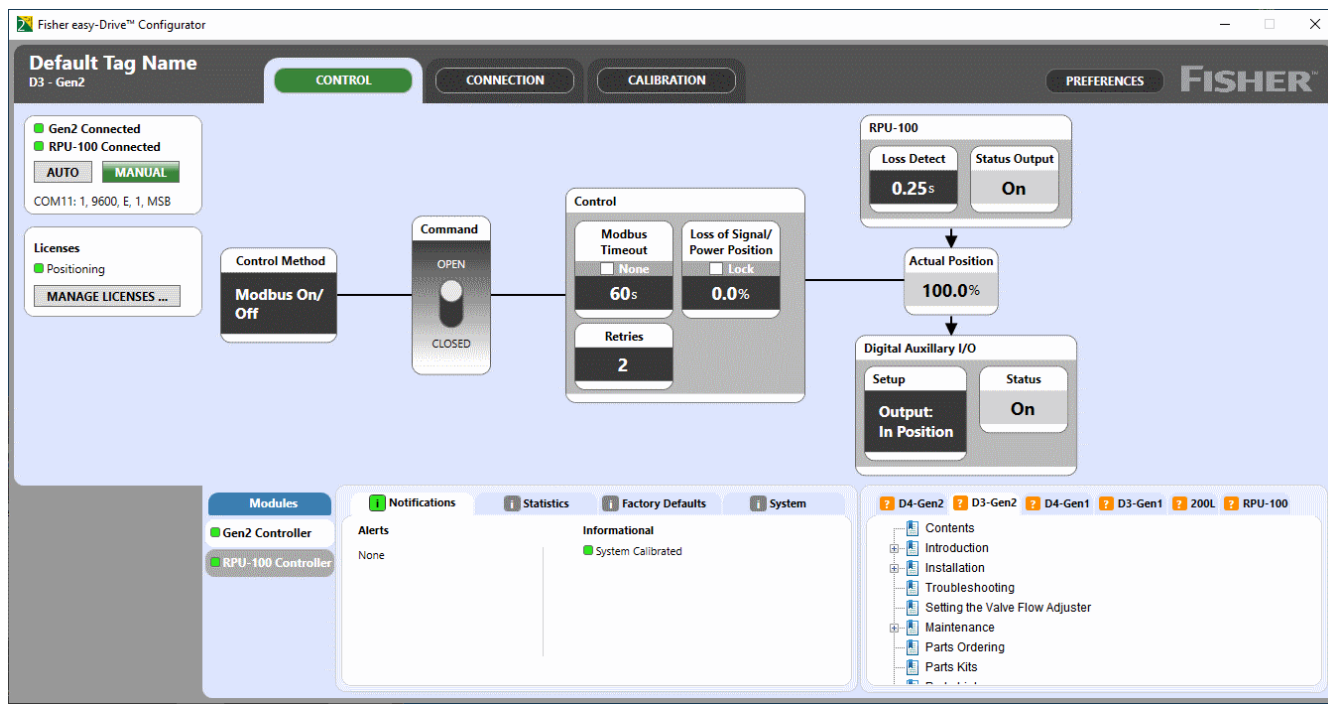 Fisher easy-Drive™ Configurator
Default Tag Name
D3 - Gen2
CONTROL
CONNECTION
CALIBRATION
PREFERENCES
FISHER™
Gen2 Connected
RPU-100 Connected
AUTO
MANUAL
COM11: 1, 9600, E, 1, MSB
Licenses
Positioning
MANAGE LICENSES ...
Control Method
Modbus On/
Off
Command
OPEN
CLOSED
Control
Modbus
Timeout
None
60s
Loss of Signal/
Power Position
Lock
0.0%
Retries
2
RPU-100
Loss Detect
0.25s
Status Output
On
Actual Position
100.0%
Digital Auxillary I/O
Setup
Output:
In Position
Status
On
Modules
Gen2 Controller
RPU-100 Controller
Notifications
Statistics
Factory Defaults
System
Alerts
None
Informational
System Calibrated
D4-Gen2
D3-Gen2
D4-Gen1
D3-Gen1
200L
RPU-100
Contents
Introduction
Installation
Troubleshooting
Setting the Valve Flow Adjuster
Maintenance
Parts Ordering
Parts Kits